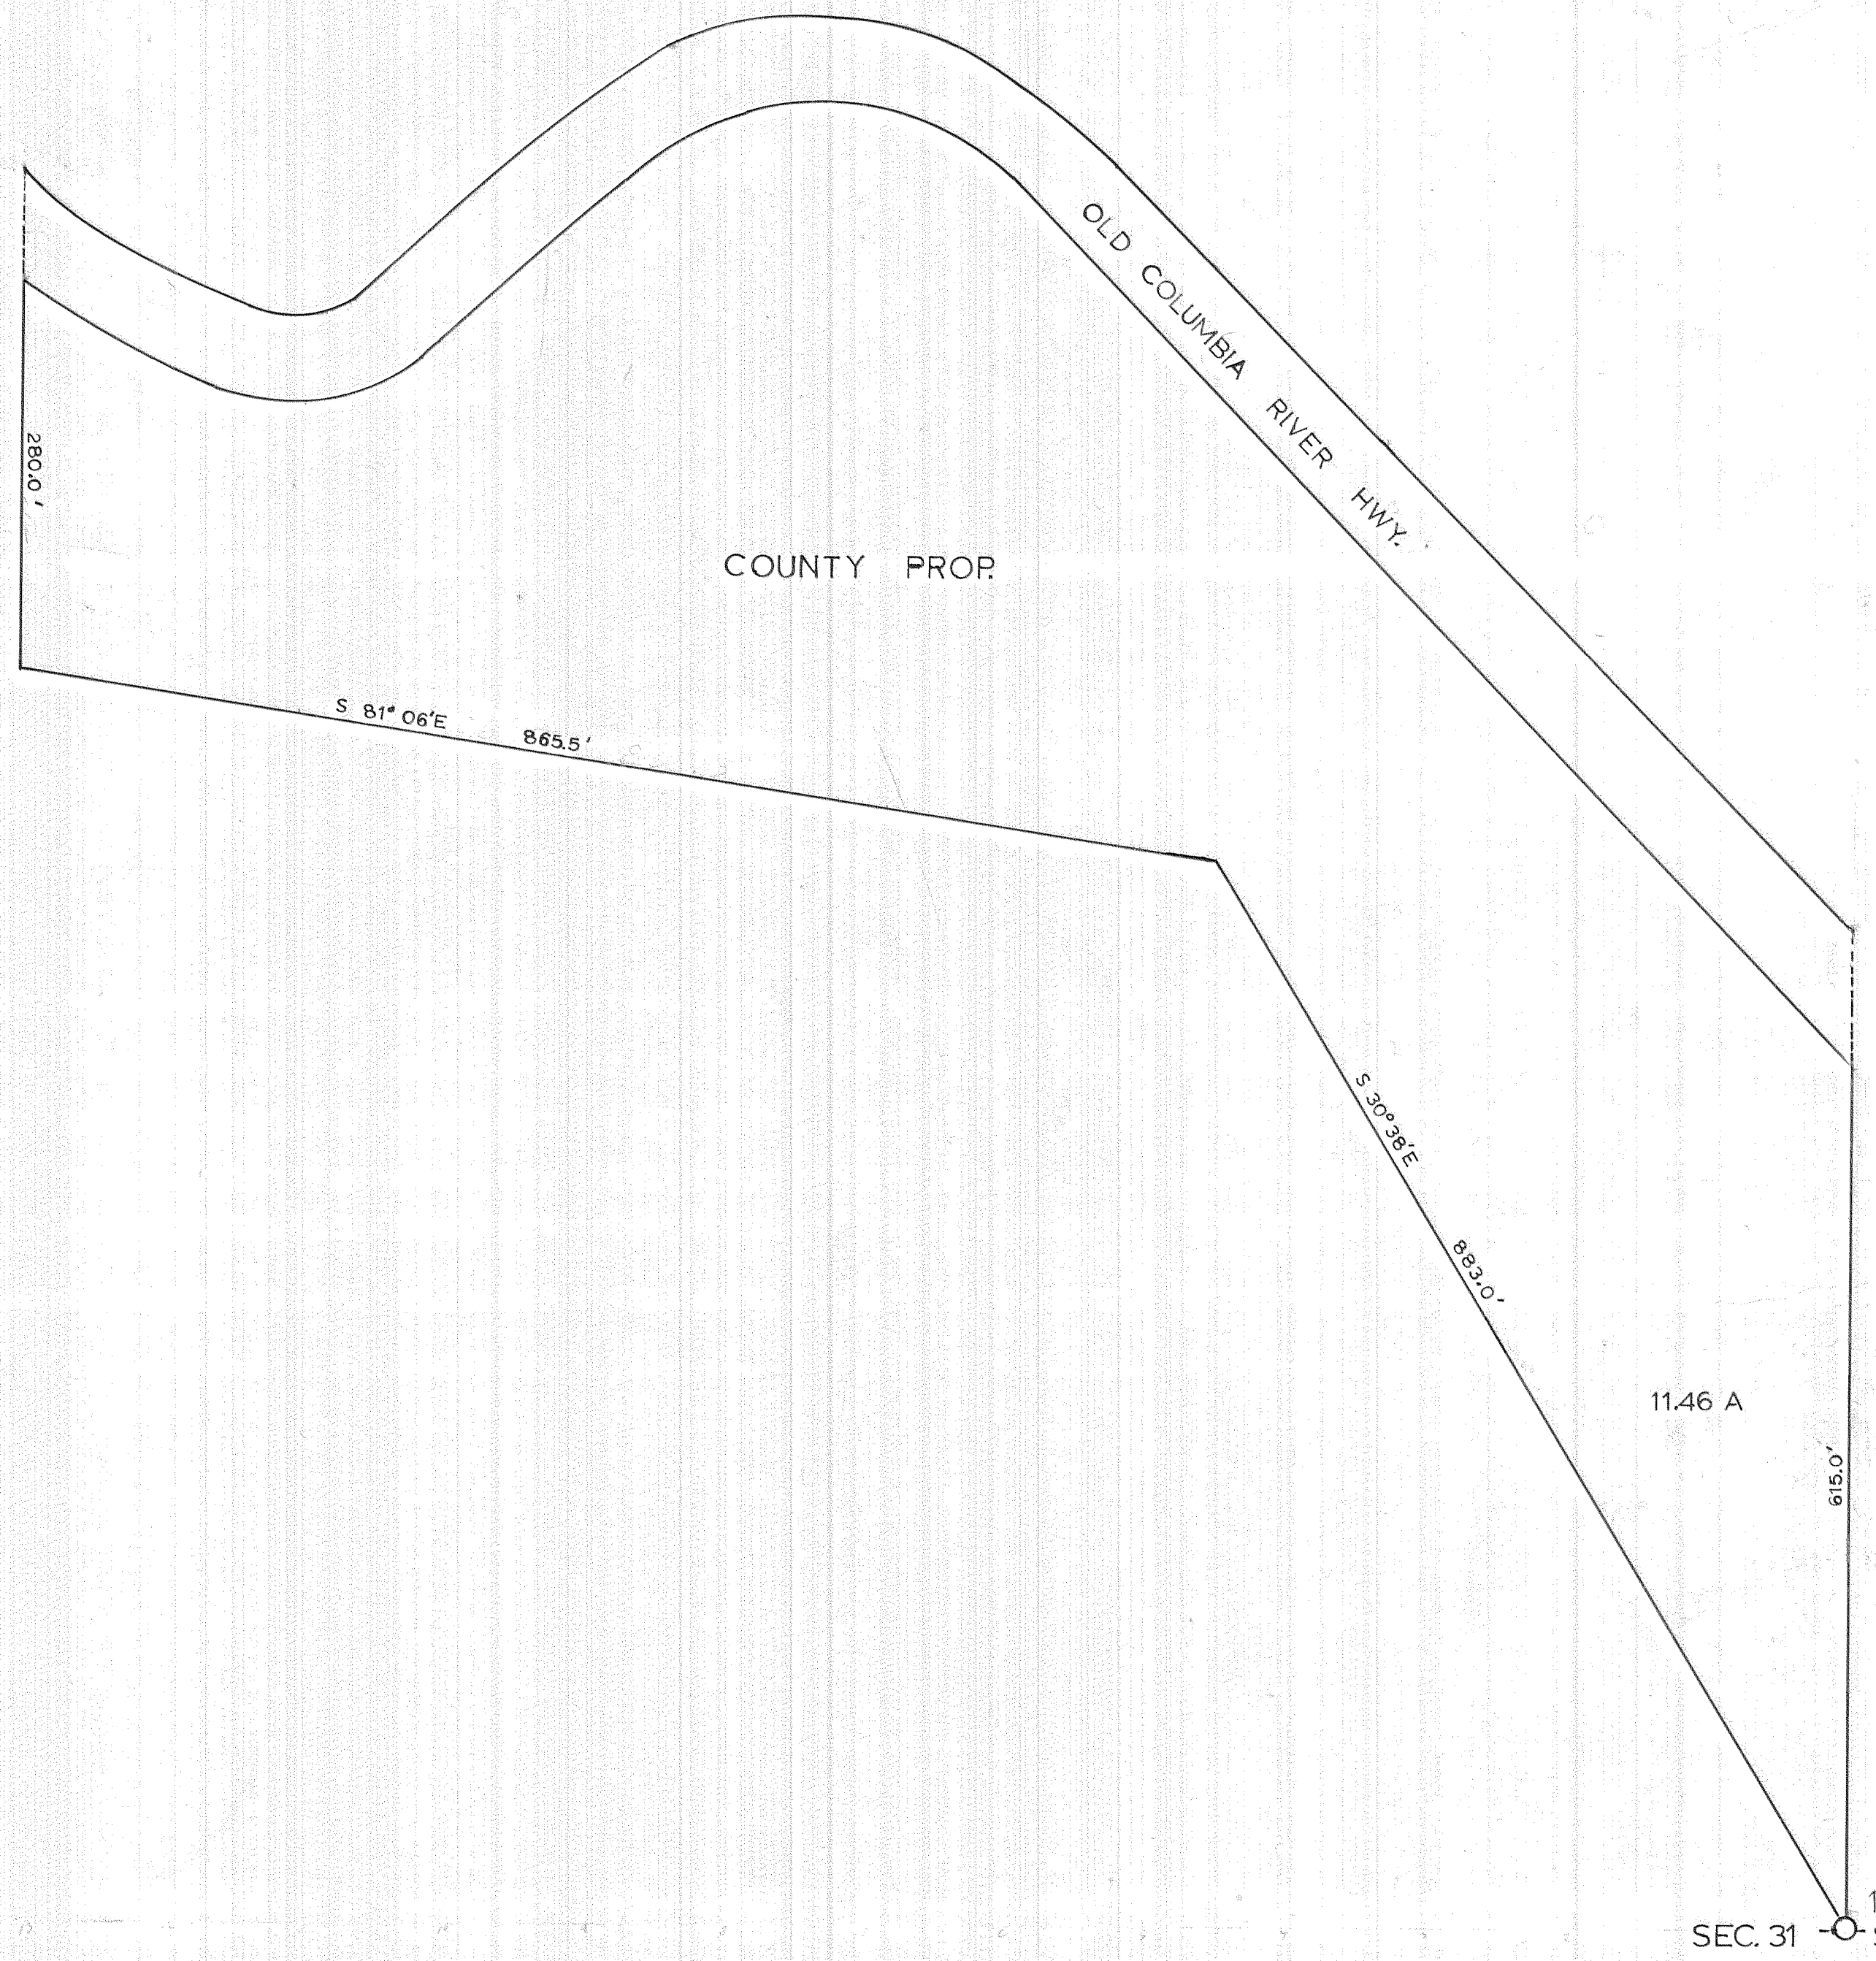 OLD COLUMBIA RIVER HWY.
280.0'
COUNTY PROP.
S 81° 06'E 865.5'
S 30° 38'E 883.0'
11.46 A
615.0'
SEC. 31